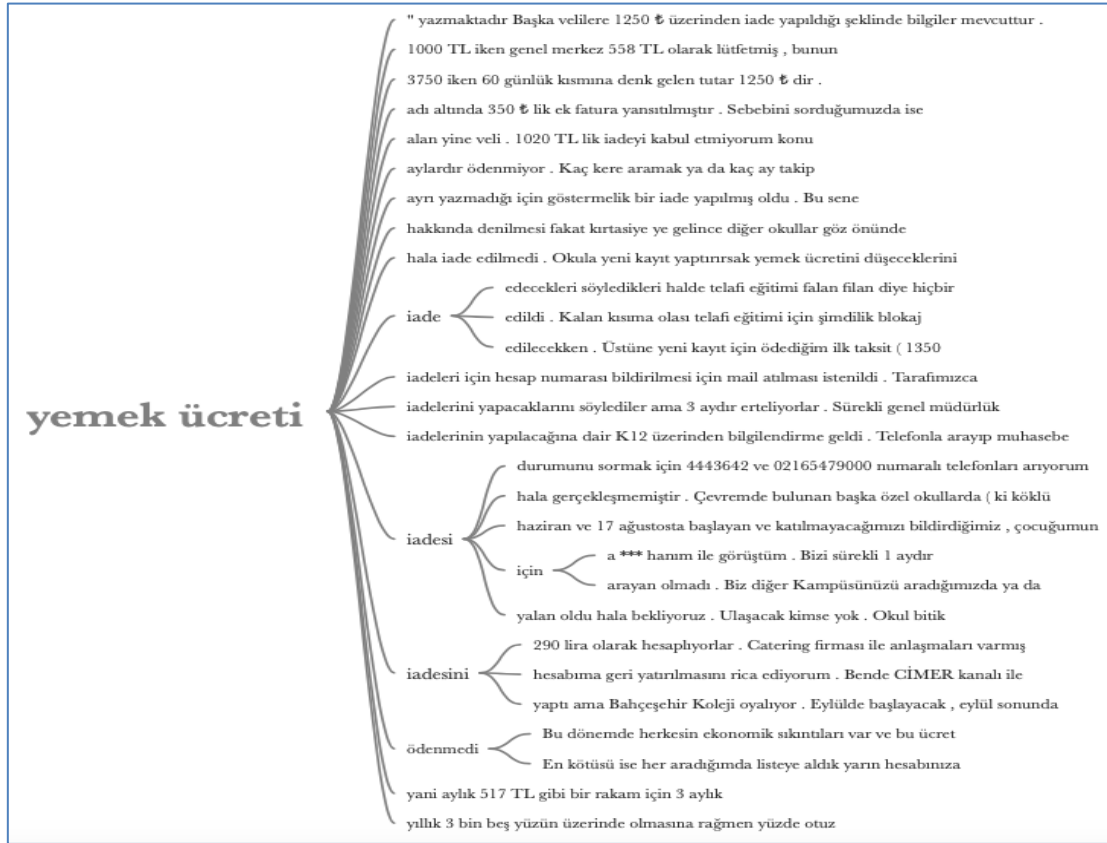 " yazmaktadır Başka velilere 1250 ₺ üzerinden iade yapıldığı şeklinde bilgiler mevcuttur .
1000 TL iken genel merkez 558 TL olarak lütfetmiş , bunun
3750 iken 60 günlük kısmına denk gelen tutar 1250 ₺ dir .
adı altında 350 ₺ lik ek fatura yansıtılmıştır . Sebebini sorduğumuzda ise
alan yine veli . 1020 TL lik iadeyi kabul etmiyorum konu
aylardır ödenmiyor . Kaç kere aramak ya da kaç ay takip
ayrı yazmadığı için göstermelik bir iade yapılmış oldu . Bu sene
hakkında denilmesi fakat kırtasiye ye gelince diğer okullar göz önünde
hala iade edilmedi . Okula yeni kayıt yaptırırsak yemek ücretini düşeceklerini
edecekleri söyledikleri halde telafi eğitimi falan filan diye hiçbir
iade
edildi . Kalan kısıma olası telafi eğitimi için şimdilik blokaj
edilecekken . Üstüne yeni kayıt için ödediğim ilk taksit ( 1350
iadeleri için hesap numarası bildirilmesi için mail atılması istenildi . Tarafımızca
yemek ücreti
iadelerini yapacaklarını söylediler ama 3 aydır erteliyorlar . Sürekli genel müdürlük
iadelerinin yapılacağına dair K12 üzerinden bilgilendirme geldi . Telefonla arayıp muhasebe
durumunu sormak için 4443642 ve 02165479000 numaralı telefonları arıyorum
hala gerçekleşmemiştir . Çevremde bulunan başka özel okullarda ( ki köklü
haziran ve 17 ağustosta başlayan ve katılmayacağımızı bildirdiğimiz , çocuğumun
iadesi
için
a *** hanım ile görüştüm . Bizi sürekli 1 aydır
arayan olmadı . Biz diğer Kampüsünüzü aradığımızda ya da
yalan oldu hala bekliyoruz . Ulaşacak kimse yok . Okul bitik
290 lira olarak hesaplıyorlar . Catering firması ile anlaşmaları varmış
iadesini
hesabıma geri yatırılmasını rica ediyorum . Bende CİMER kanalı ile
yaptı ama Bahçeşehir Koleji oyalıyor . Eylülde başlayacak , eylül sonunda
ödenmedi
Bu dönemde herkesin ekonomik sıkıntıları var ve bu ücret
En kötüsü ise her aradığımda listeye aldık yarın hesabınıza
yani aylık 517 TL gibi bir rakam için 3 aylık
yıllık 3 bin beş yüzün üzerinde olmasına rağmen yüzde otuz